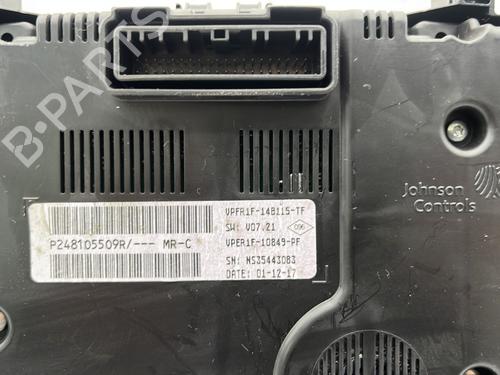 VPFR1F-14B115-TF
SW: V07.21
P248105509R/--- MR-C
VPER1F-10849-PF
SN: NS35443083
DATE: 01-12-17
Johnson
Controls
B-PARTS